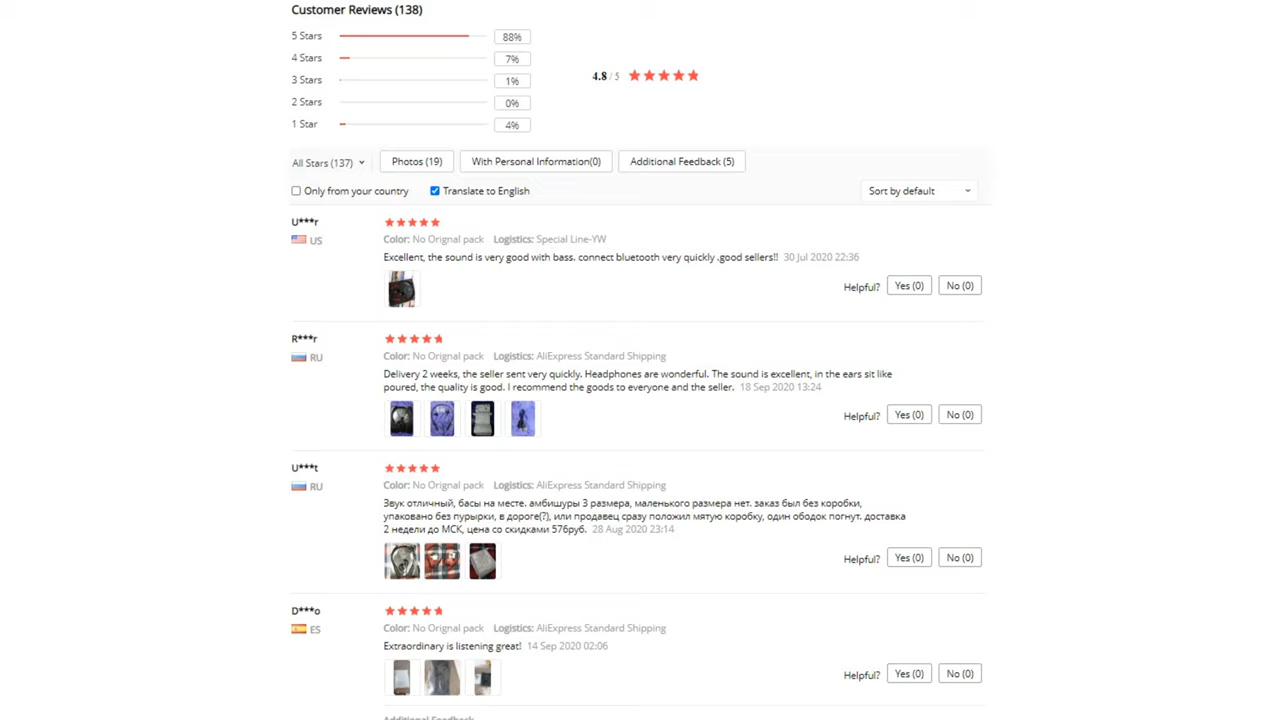 Customer Reviews (138)
5 Stars 88%
4 Stars 7%
3 Stars 1%
2 Stars 0%
1 Star 4%
4.8 / 5
All Stars (137) Photos (19) With Personal Information(0) Additional Feedback (5)
Only from your country Translate to English Sort by default
U***r
US
Color: No Orignal pack Logistics: Special Line-YW
Excellent, the sound is very good with bass. connect bluetooth very quickly .good sellers!! 30 Jul 2020 22:36
Helpful? Yes (0) No (0)
R***r
RU
Color: No Orignal pack Logistics: AliExpress Standard Shipping
Delivery 2 weeks, the seller sent very quickly. Headphones are wonderful. The sound is excellent, in the ears sit like
poured, the quality is good. I recommend the goods to everyone and the seller. 18 Sep 2020 13:24
Helpful? Yes (0) No (0)
U***t
RU
Color: No Orignal pack Logistics: AliExpress Standard Shipping
Звук отличный, басы на месте. амбишуры 3 размера, маленького размера нет. заказ был без коробки,
упаковано без пурырки, в дороге(?), или продавец сразу положил мятую коробку, один ободок погнут. доставка
2 недели до МСК, цена со скидками 576руб. 28 Aug 2020 23:14
Helpful? Yes (0) No (0)
D***o
ES
Color: No Orignal pack Logistics: AliExpress Standard Shipping
Extraordinary is listening great! 14 Sep 2020 02:06
Helpful? Yes (0) No (0)
Additional Feedback